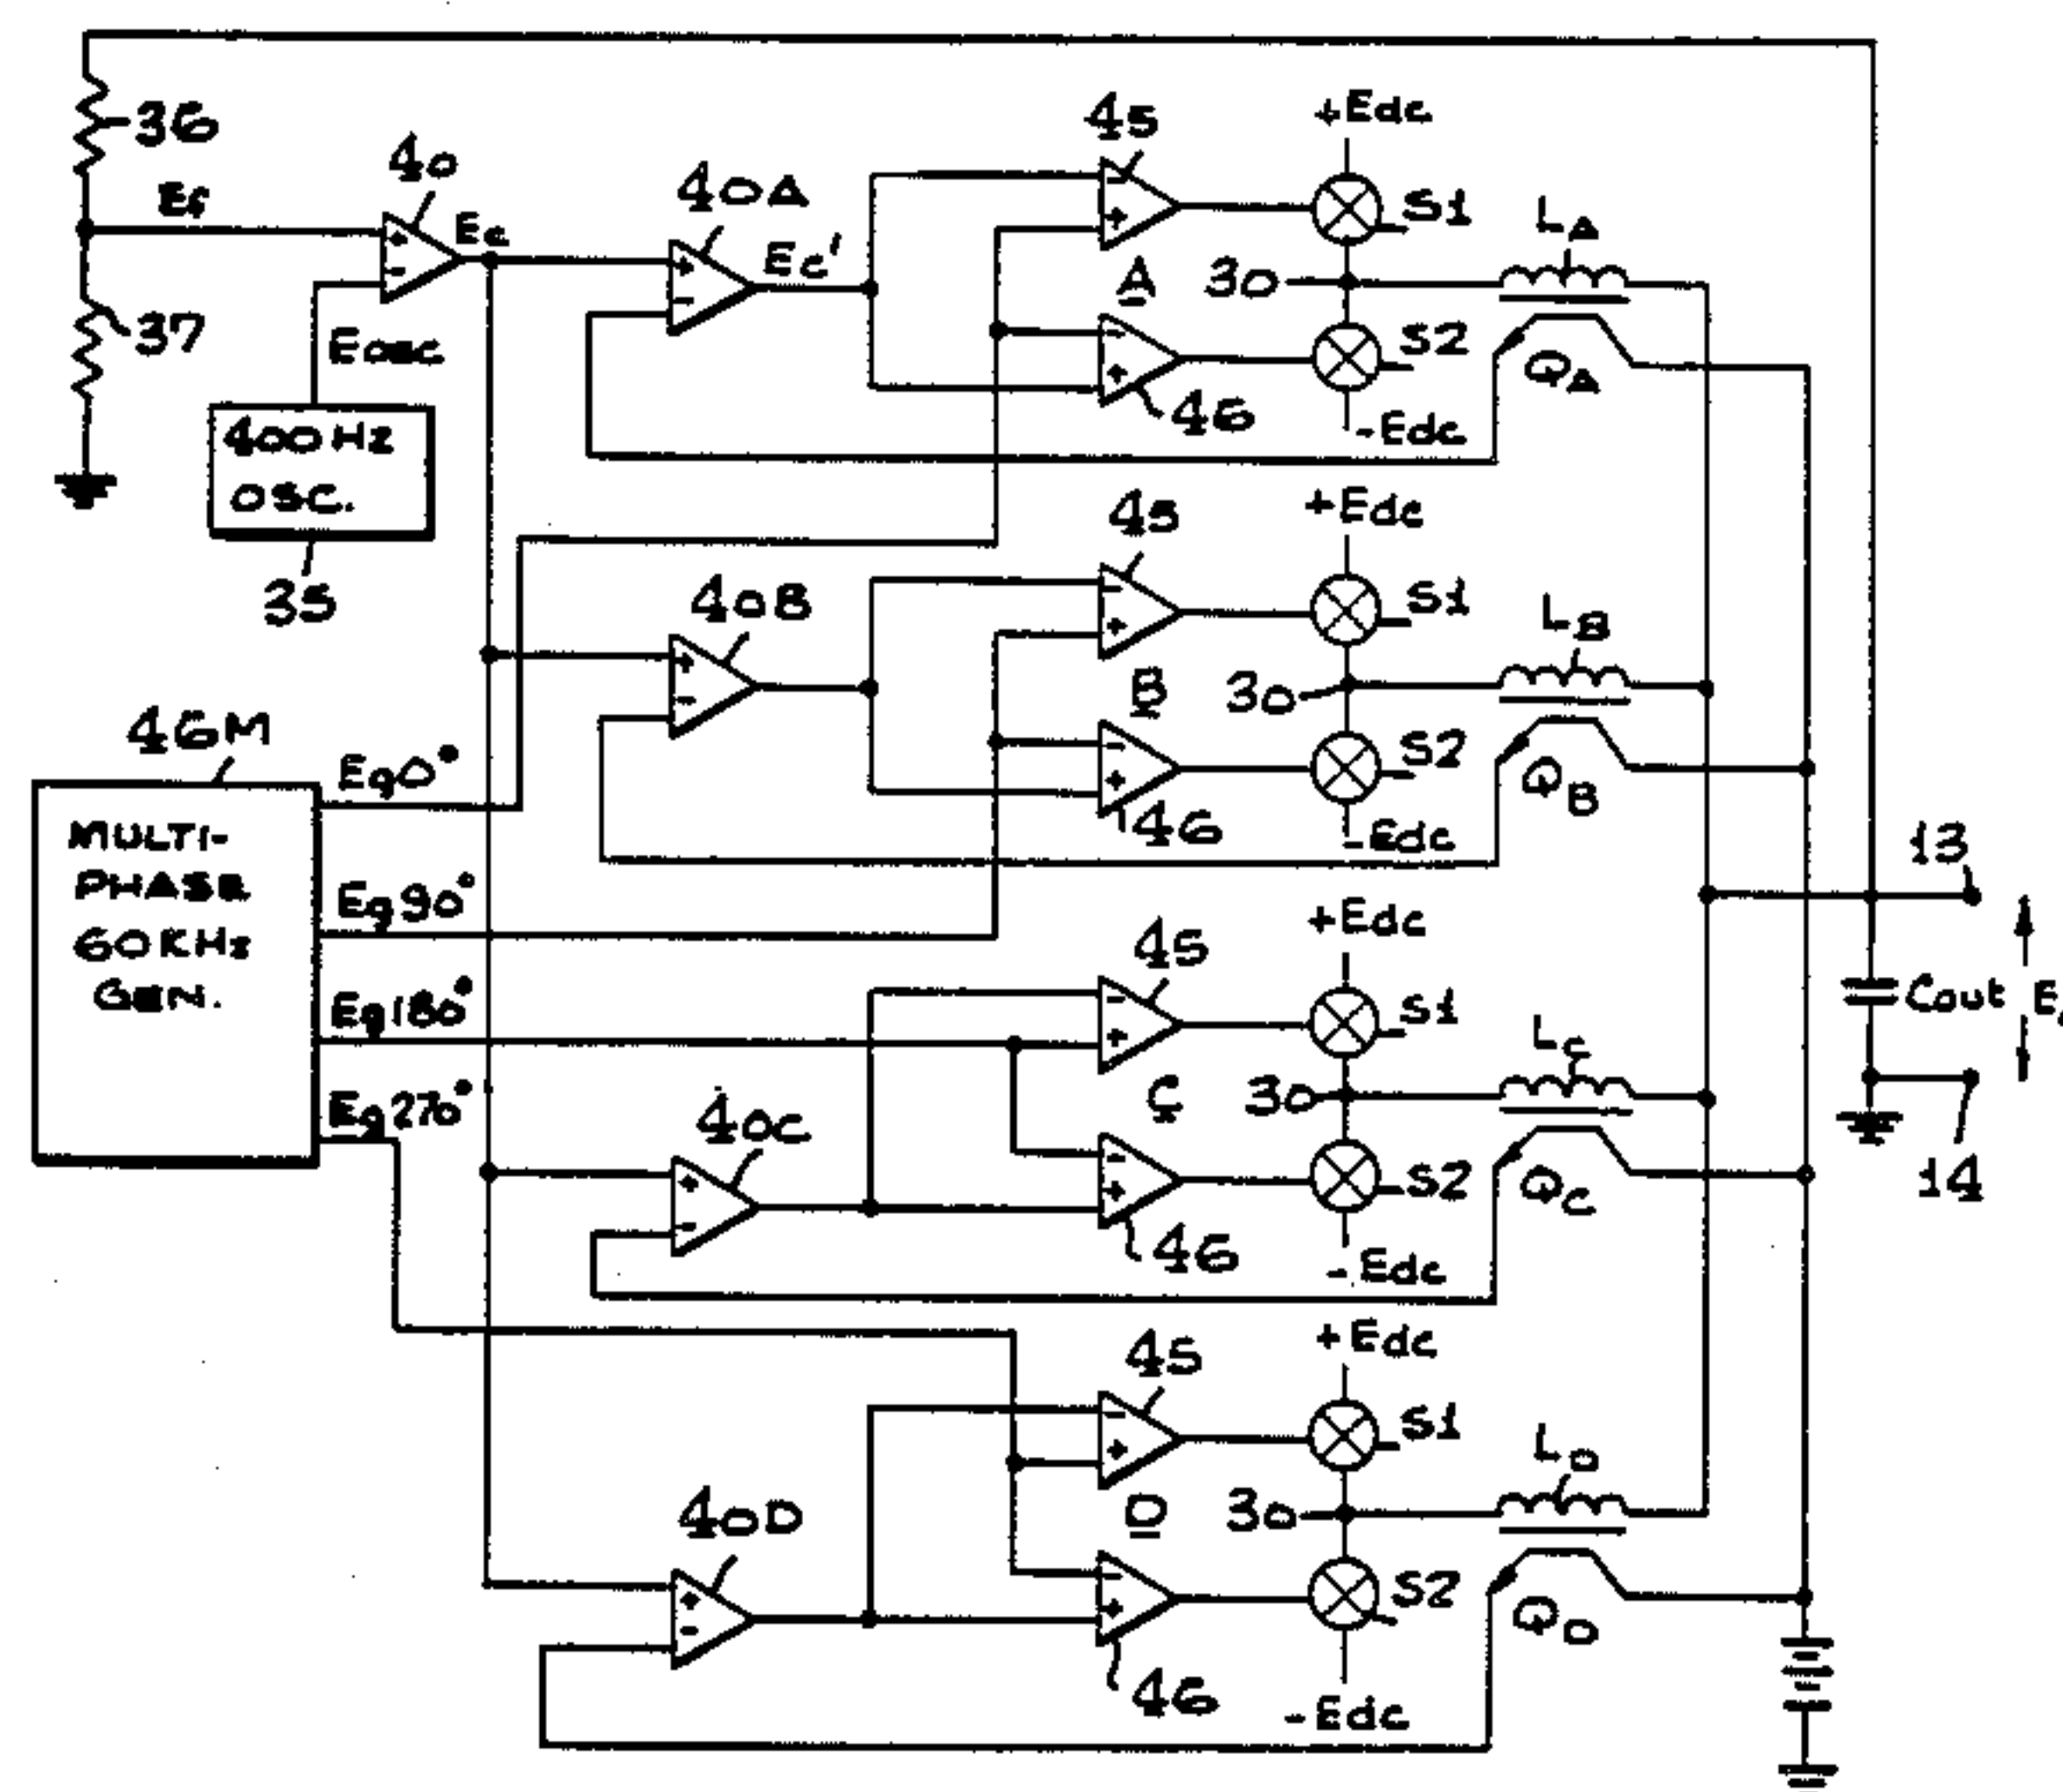 36
Ef
37
40
Ec
40A
Ec'
Eosc
400 Hz
OSC.
35
45
+Edc
S1
LA
30
A
S2
QA
46
-Edc
40B
45
+Edc
S1
LB
30
B
S2
QB
46
-Edc
46M
MULTI-
PHASE
60 KHz
GEN.
Eg0°
Eg90°
Eg180°
Eg270°
13
Cout
14
45
+Edc
S1
LC
30
C
40C
S2
QC
46
-Edc
45
+Edc
S1
LD
30
D
40D
S2
QD
46
-Edc
+
-
+
-
-
+
-
+
+
-
-
+
-
+
+
-
-
+
-
+
+
-
-
+
-
+